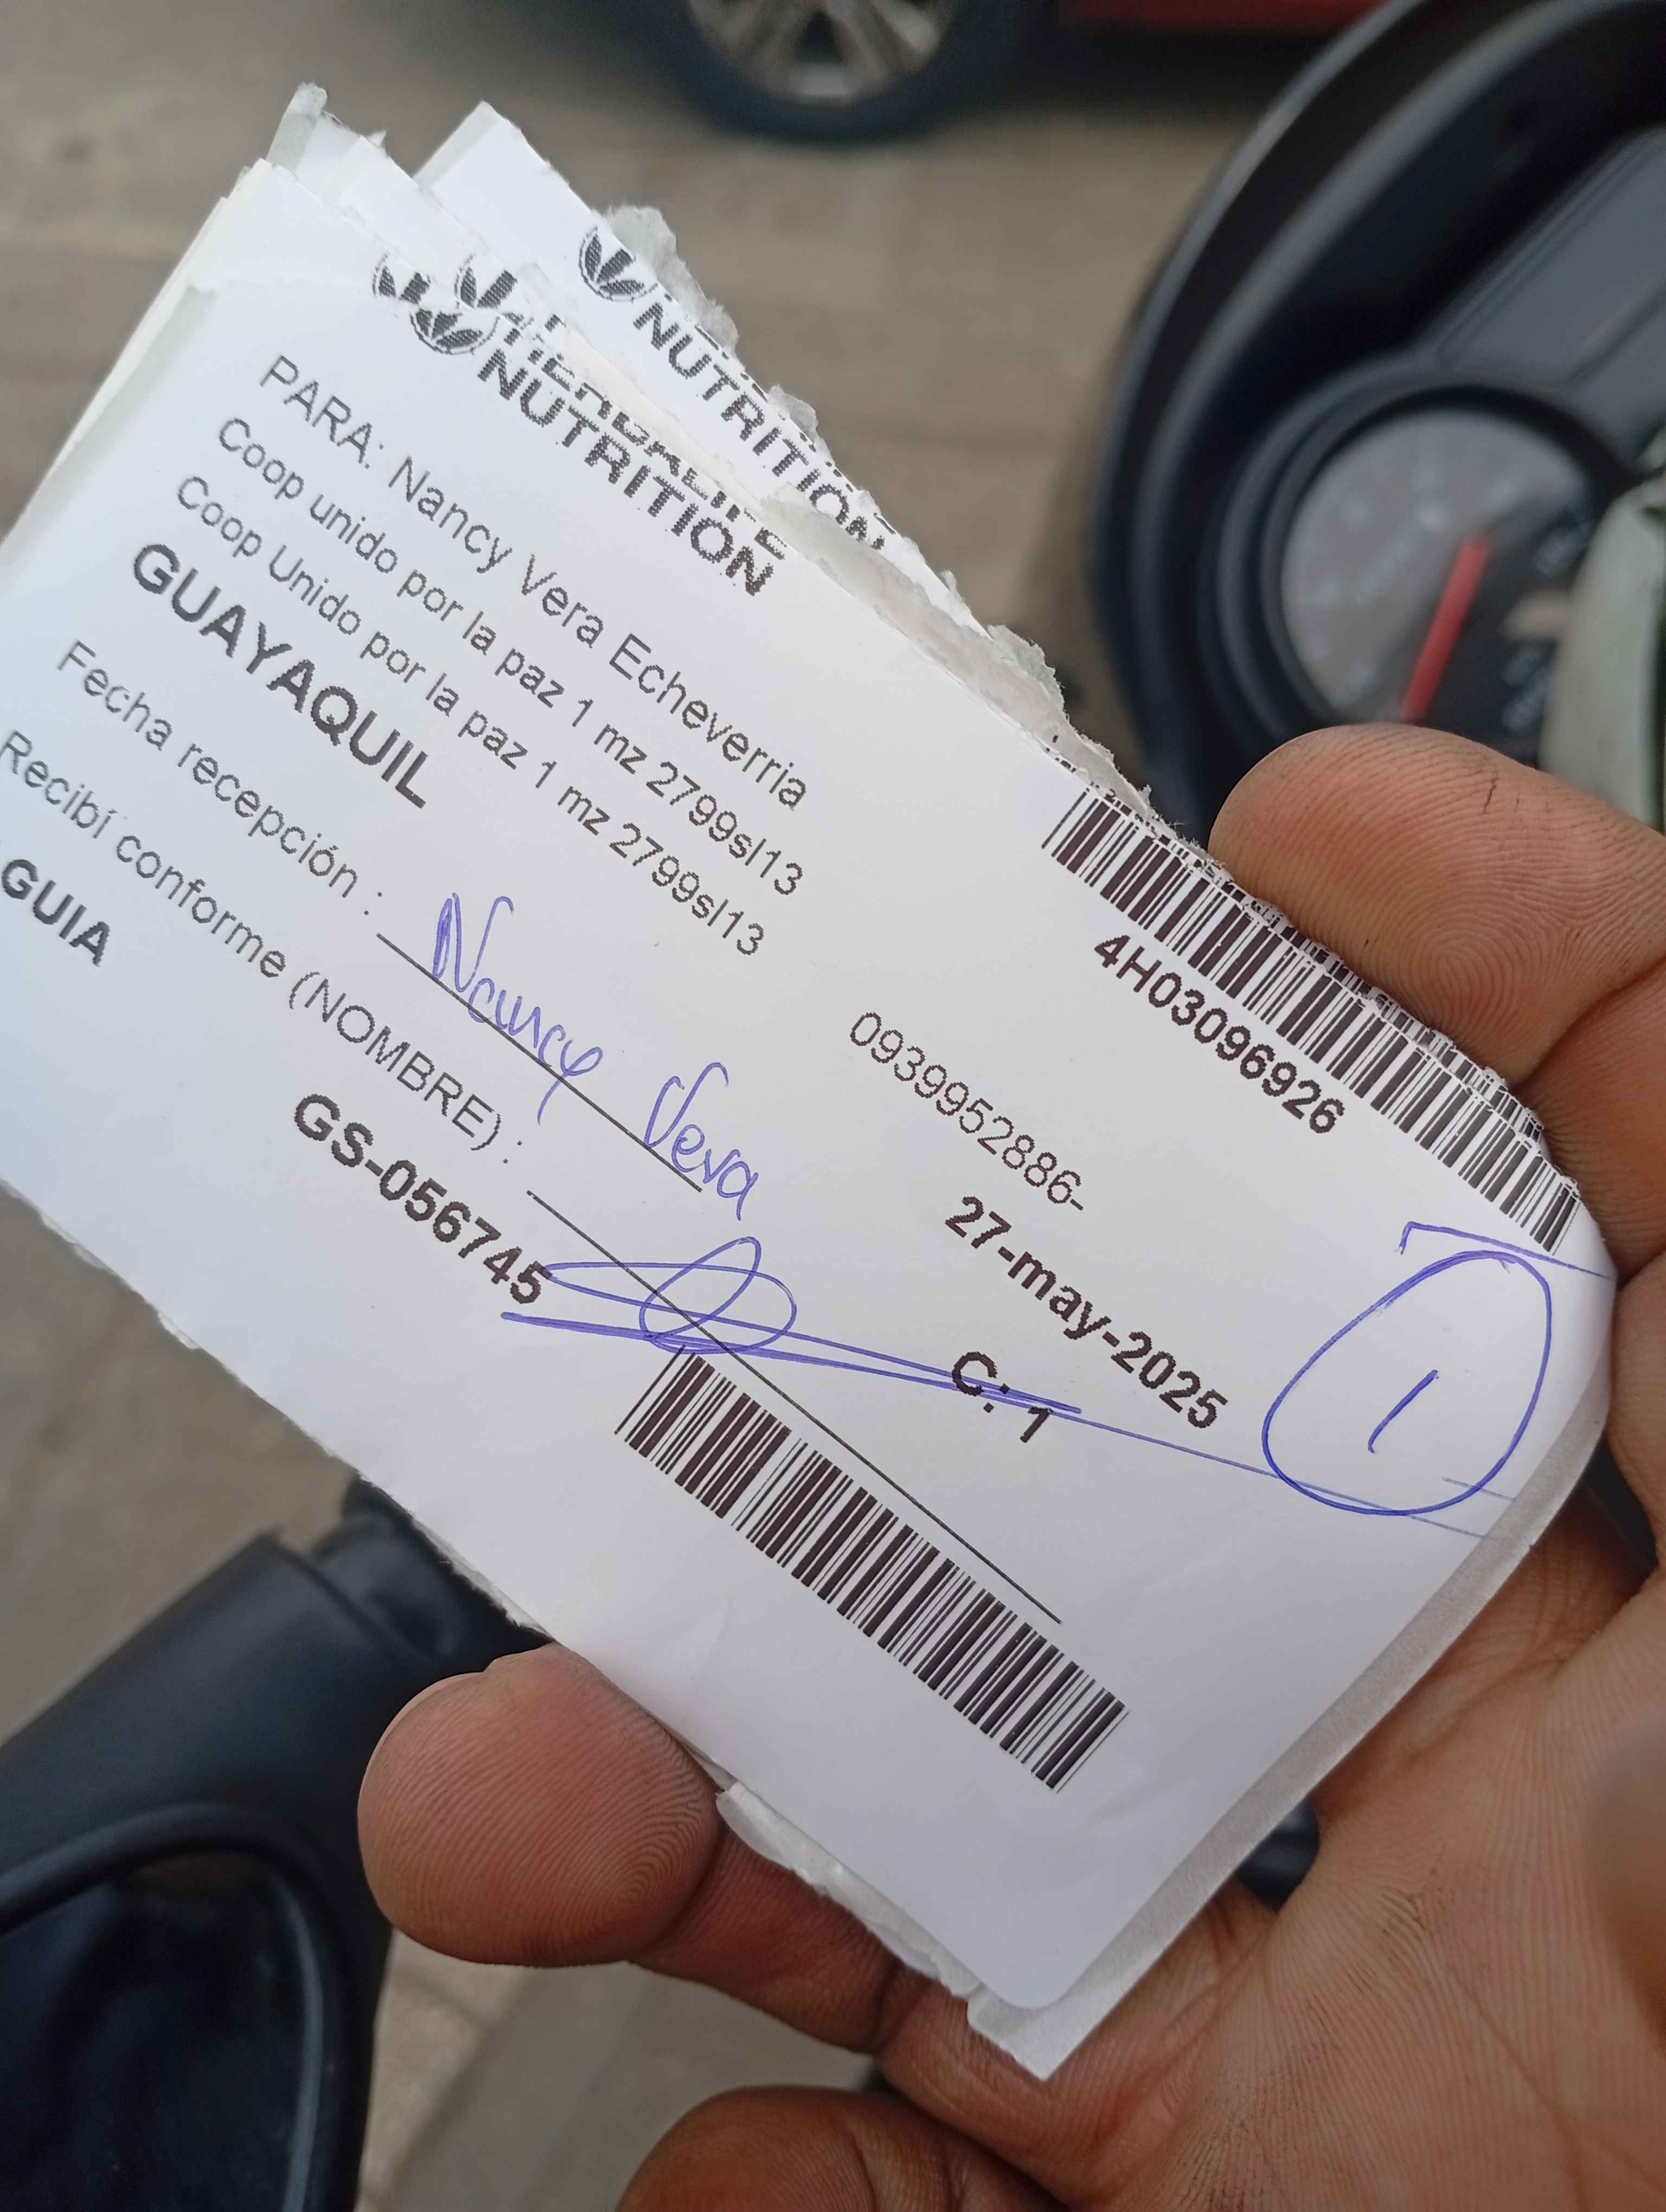 NUTRITION
HERBALIFE
NUTRITION
4H03096926
PARA: Nancy Vera Echeverria
Coop unido por la paz 1 mz 2799sl13
Coop Unido por la paz 1 mz 2799sl13
0939952886-
GUAYAQUIL
27-may-2025
1
Fecha recepción :
Nancy Vera
C: 1
Recibí conforme (NOMBRE) :
GUIA
GS-056745